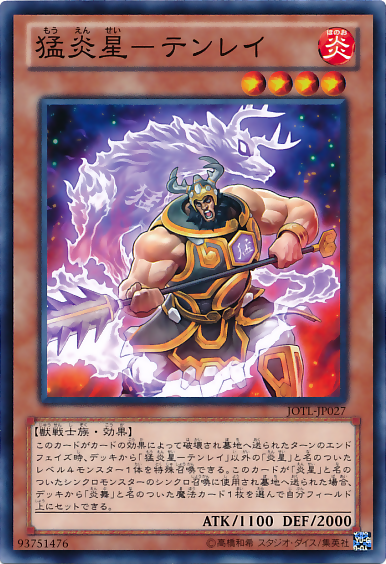 もう えん せい
猛炎星－テンレイ
ほのお
炎
JOTL-JP027
【獣戦士族・効果】
このカードがカードの効果によって破壊され墓地へ送られたターンのエンド
フェイズ時、デッキから「猛炎星－テンレイ」以外の「炎星」と名のついた
レベル4モンスター1体を特殊召喚できる。このカードが「炎星」と名の
ついたシンクロモンスターのシンクロ召喚に使用され墓地へ送られた場合、
デッキから「炎舞」と名のついた魔法カード1枚を選んで自分フィールド
上にセットできる。
ATK/1100 DEF/2000
93751476
©高橋和希 スタジオ・ダイス/集英社